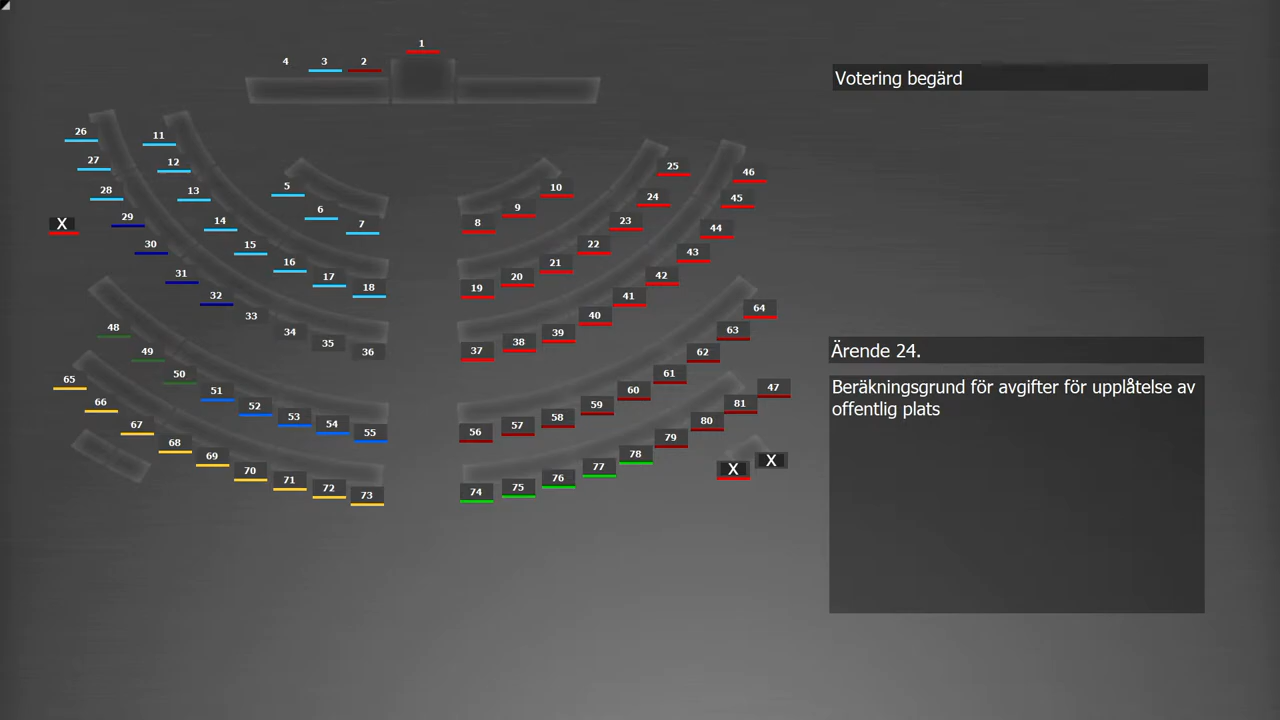 1
4 3 2
Votering begärd
26 11
27 12 25 46
28 13 5 10 24 45
X 29 14 6 7 8 9 23 44
30 15 22 43
31 16 17 18 19 20 21 42
32 33 34 35 36 37 38 39 40 41
48 64
49 63
50 62
51 52 53 54 55 56 57 58 59 60 61
65 66 67 68 69 70 71 72 73
74 75 76 77 78 79 80 81 47
X X
Ärende 24.
Beräkningsgrund för avgifter för upplåtelse av
offentlig plats